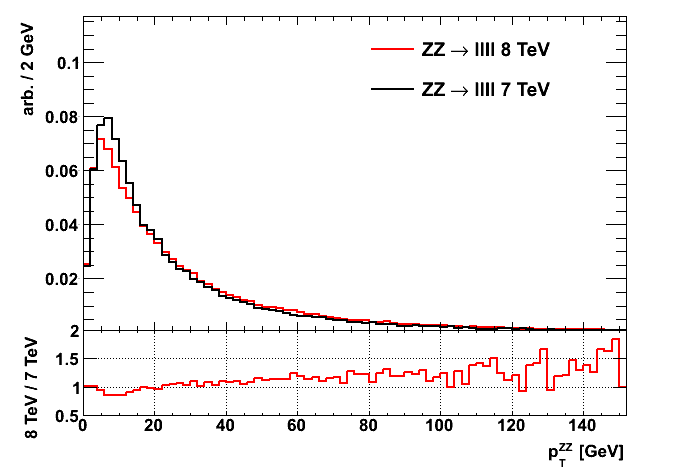 arb. / 2 GeV
0.1
0.08
0.06
0.04
0.02
ZZ → llll 8 TeV
ZZ → llll 7 TeV
8 TeV / 7 TeV
2
1.5
1
0.5
0 20 40 60 80 100 120 140
p_T^ZZ [GeV]